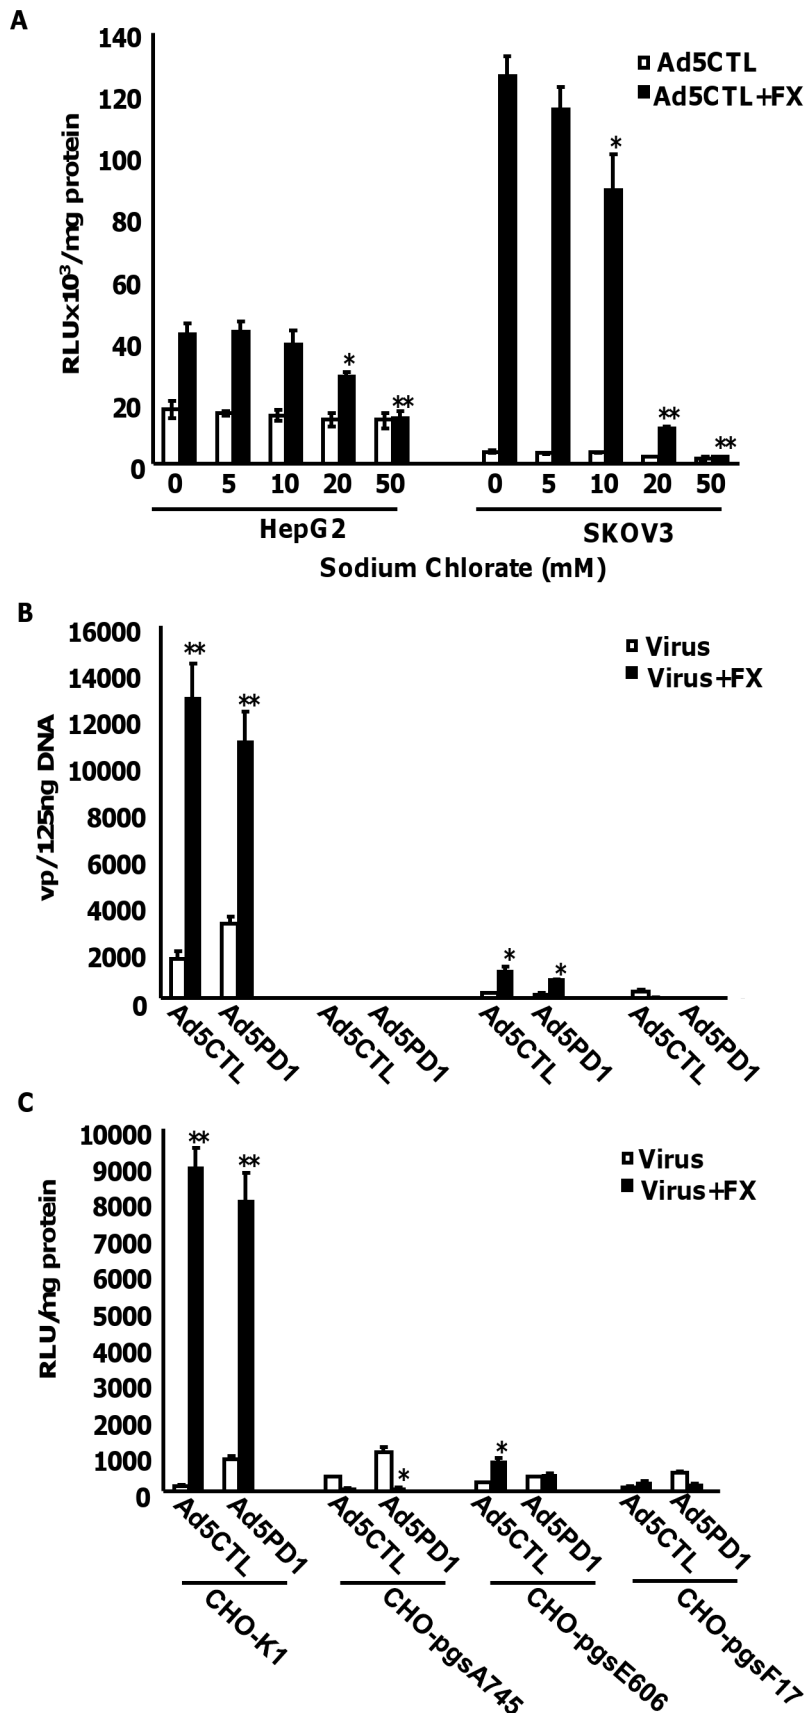 A
140
120
100
80
60
40
20
0
RLUx10³/mg protein
Ad5CTL
Ad5CTL+FX
*
**
*
**
**
0 5 10 20 50 0 5 10 20 50
HepG2 SKOV3
Sodium Chlorate (mM)
B
16000
14000
12000
10000
8000
6000
4000
2000
0
vp/125ng DNA
Virus
Virus+FX
**
**
*
*
Ad5CTL Ad5PD1 Ad5CTL Ad5PD1 Ad5CTL Ad5PD1 Ad5CTL Ad5PD1
C
10000
9000
8000
7000
6000
5000
4000
3000
2000
1000
0
RLU/mg protein
Virus
Virus+FX
**
**
*
*
Ad5CTL Ad5PD1 Ad5CTL Ad5PD1 Ad5CTL Ad5PD1 Ad5CTL Ad5PD1
CHO-K1 CHO-pgsA745 CHO-pgsE606 CHO-pgsF17